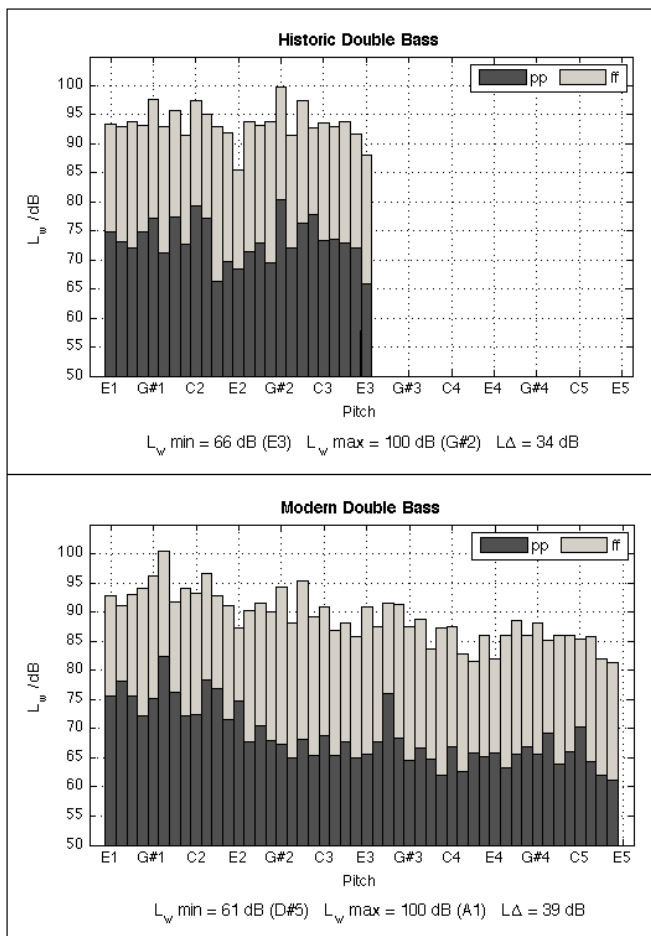 Historic Double Bass
pp ff
100
95
90
85
80
75
70
65
60
55
50
L_w /dB
E1 G#1 C2 E2 G#2 C3 E3 G#3 C4 E4 G#4 C5 E5
Pitch
L_w min = 66 dB (E3) L_w max = 100 dB (G#2) LΔ = 34 dB
Modern Double Bass
pp ff
100
95
90
85
80
75
70
65
60
55
50
L_w /dB
E1 G#1 C2 E2 G#2 C3 E3 G#3 C4 E4 G#4 C5 E5
Pitch
L_w min = 61 dB (D#5) L_w max = 100 dB (A1) LΔ = 39 dB